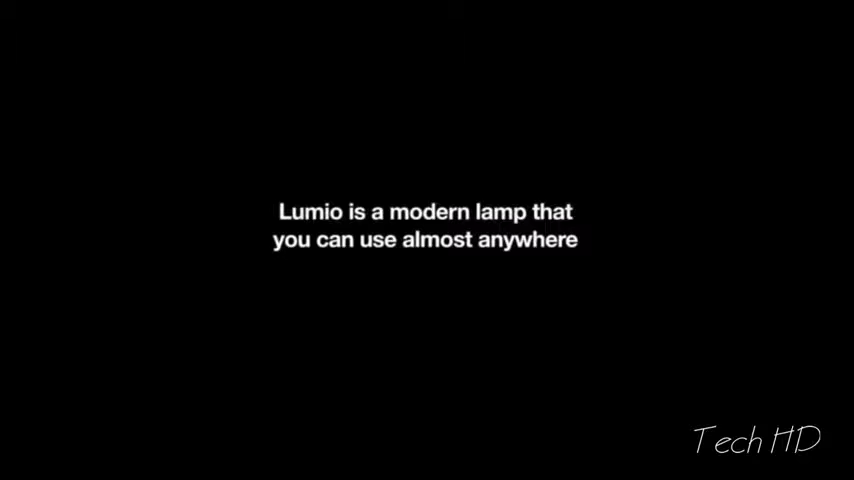 Lumio is a modern lamp that
you can use almost anywhere
Tech HD